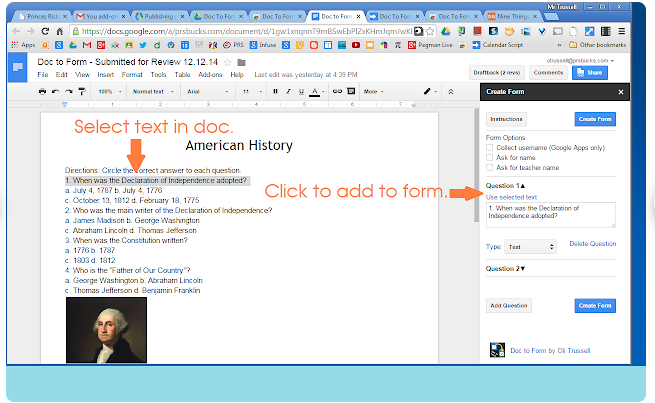 Mr Trussell
Princes Rist
You add-on
Publishing
Doc To Form
Doc To Form
Doc to Form
Doc To Form
Doc To Form
Nine Things
https://docs.google.com/a/prsbucks.com/document/d/
Apps
PRS
Infuse
Pegman Live
Calendar Script
Other bookmarks
Doc to Form - Submitted for Review 12.12.14
otrussell@prsbucks.com
File Edit View Insert Format Tools Table Add-ons Help Last edit was yesterday at 4:39 PM
Draftback (2 revs)
Comments
Share
100%
Normal text
Arial
11
B I U A
More
Create Form
Select text in doc.
American History
Directions: Circle the correct answer to each question.
1. When was the Declaration of Independence adopted?
a. July 4, 1787 b. July 4, 1776
c. October 13, 1812 d. February 18, 1775
2. Who was the main writer of the Declaration of Independence?
a. James Madison b. George Washington
c. Abraham Lincoln d. Thomas Jefferson
3. When was the Constitution written?
a. 1776 b. 1787
c. 1803 d. 1812
4. Who is the "Father of Our Country"?
a. George Washington b. Abraham Lincoln
c. Thomas Jefferson d. Benjamin Franklin
Click to add to form.
Instructions
Create Form
Form Options
Collect username (Google Apps only)
Ask for name
Ask for teacher name
Question 1
Use selected text
1. When was the Declaration of
Independence adopted?
Type: Text
Delete Question
Question 2
Add Question
Create Form
Doc to Form by Oli Trussell